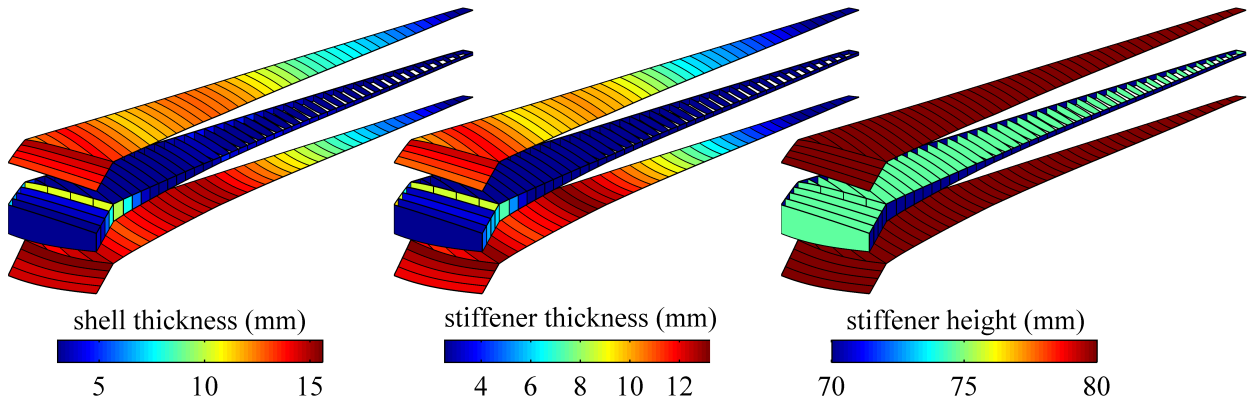 shell thickness (mm)
5 10 15
stiffener thickness (mm)
4 6 8 10 12
stiffener height (mm)
70 75 80